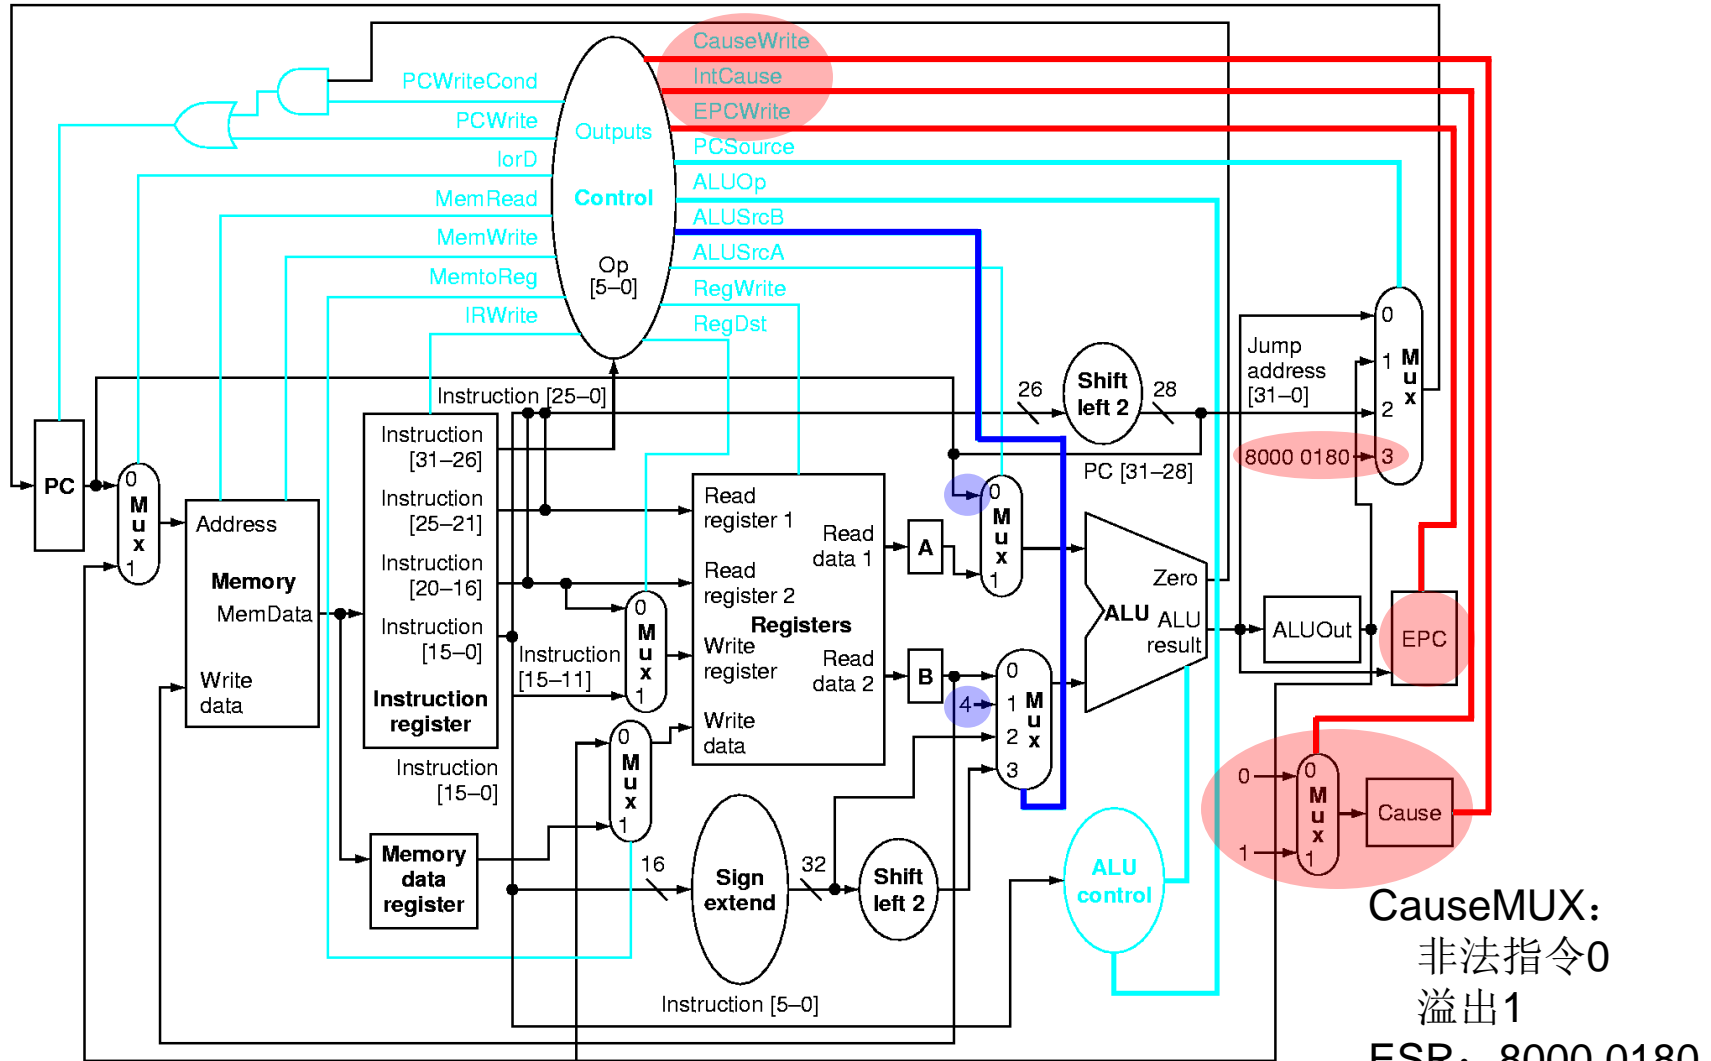 CauseWrite
IntCause
EPCWrite
PCSource
ALUOp
ALUSrcB
ALUSrcA
RegWrite
RegDst
PCWriteCond
PCWrite
IorD
MemRead
MemWrite
MemtoReg
IRWrite
Outputs
Control
Op
[5–0]
Instruction [25–0]
26
Shift
left 2
28
Jump
address
[31–0]
PC [31–28]
0
1
2
3
M
u
x
8000 0180
PC
0
M
u
x
1
Address
Memory
MemData
Write
data
Instruction
[31–26]
Instruction
[25–21]
Instruction
[20–16]
Instruction
[15–0]
Instruction
register
Instruction
[15–11]
0
M
u
x
1
Read
register 1
Read
register 2
Registers
Write
register
Write
data
Read
data 1
Read
data 2
A
B
0
M
u
x
1
4
0
1
2
3
M
u
x
Zero
ALU
ALU
result
ALUOut
EPC
0
1
0
M
u
x
1
Cause
Instruction
[15–0]
0
M
u
x
1
Memory
data
register
16
Sign
extend
32
Shift
left 2
ALU
control
Instruction [5–0]
CauseMUX：
非法指令0
溢出1
ESR：8000 0180